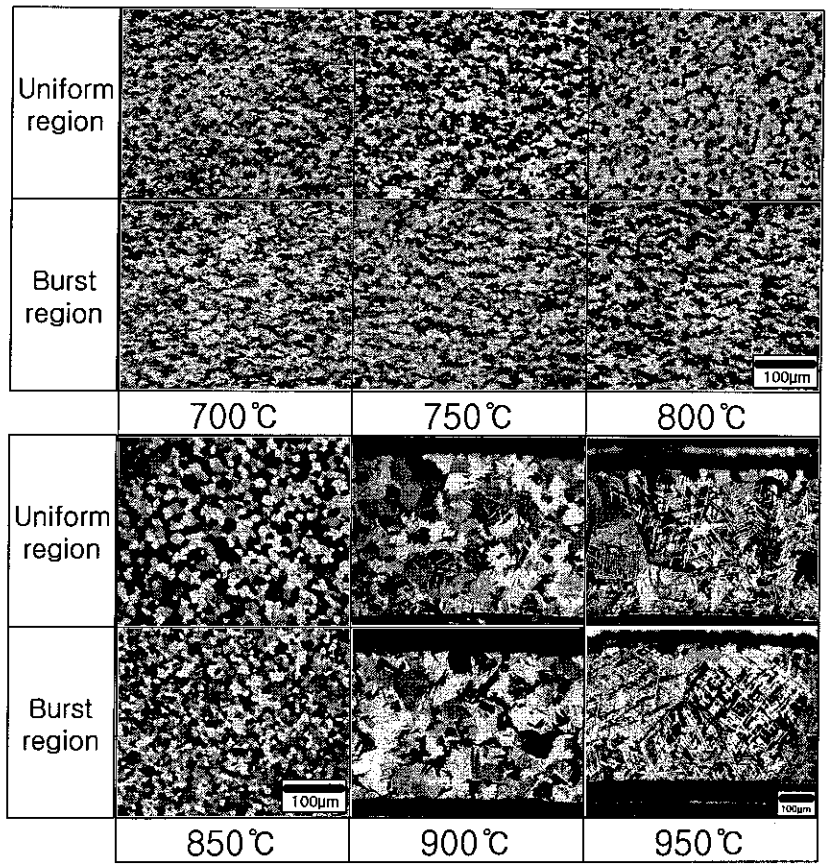 Uniform
region
Burst
region
100μm
700℃
750℃
800℃
Uniform
region
Burst
region
100μm
100μm
850℃
900℃
950℃